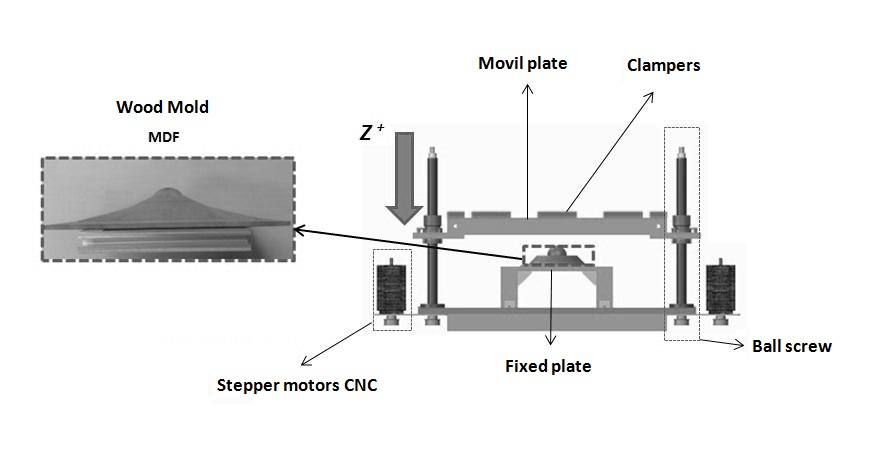 Movil plate
Clampers
Wood Mold
MDF
Z +
Ball screw
Fixed plate
Stepper motors CNC